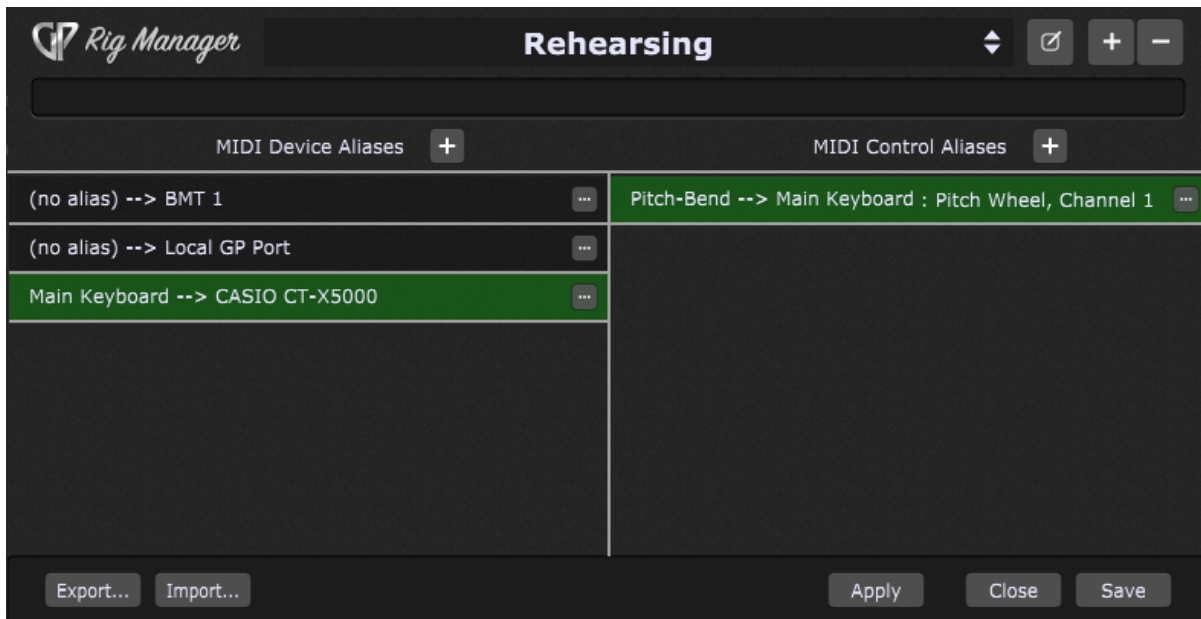 GP Rig Manager
Rehearsing
MIDI Device Aliases +
MIDI Control Aliases +
(no alias) --> BMT 1 ...
(no alias) --> Local GP Port ...
Main Keyboard --> CASIO CT-X5000 ...
Pitch-Bend --> Main Keyboard : Pitch Wheel, Channel 1 ...
Export... Import... Apply Close Save